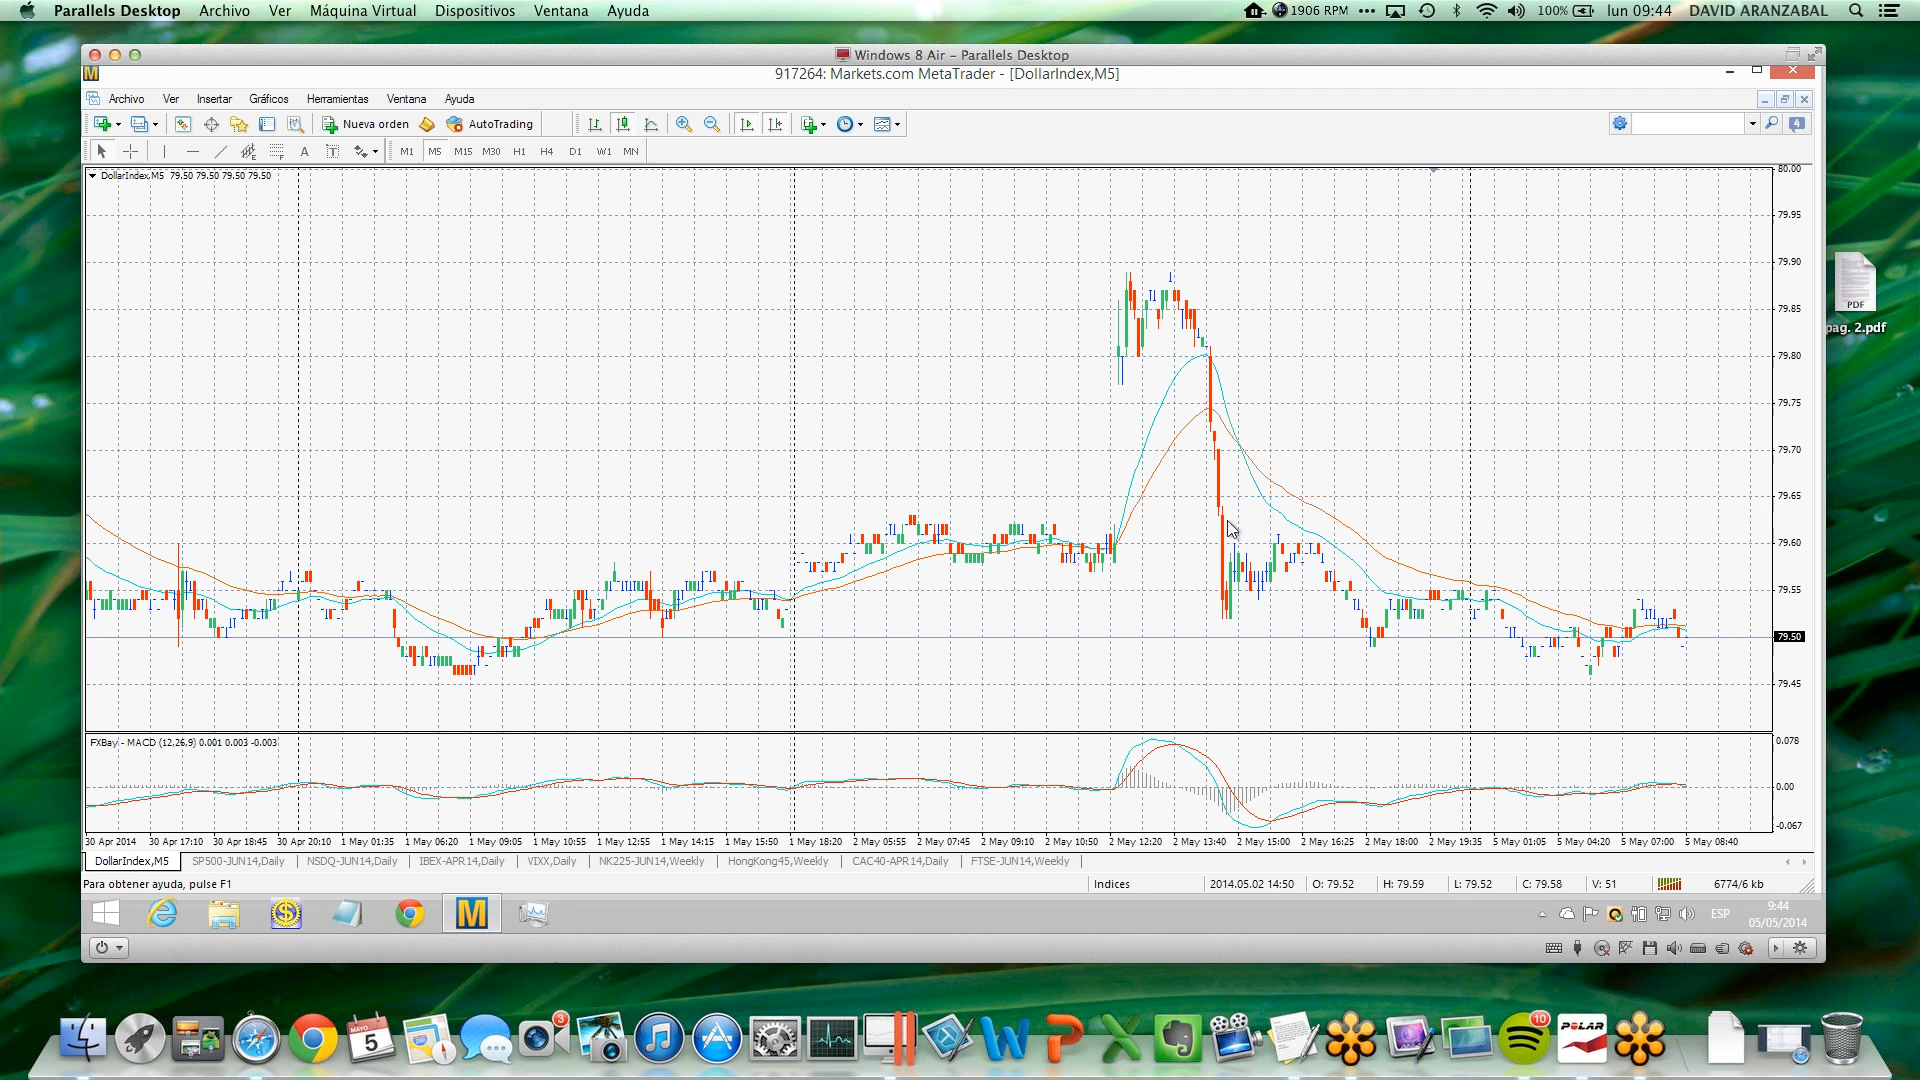 Parallels Desktop Archivo Ver Máquina Virtual Dispositivos Ventana Ayuda 1906 RPM 100% lun 09:44 DAVID ARANZABAL
Windows 8 Air - Parallels Desktop
917264: Markets.com MetaTrader - [DollarIndex,M5]
Archivo Ver Insertar Gráficos Herramientas Ventana Ayuda
Nueva orden AutoTrading 4
A T M1 M5 M15 M30 H1 H4 D1 W1 MN
DollarIndex,M5 79.50 79.50 79.50 79.50
80.00
79.95
79.90
79.85
79.80
79.75
79.70
79.65
79.60
79.55
79.50
79.45
PDF
pag. 2.pdf
FXBay - MACD (12,26,9) 0.001 0.003 -0.003
0.078
0.00
-0.067
30 Apr 2014 30 Apr 17:10 30 Apr 18:45 30 Apr 20:10 1 May 01:35 1 May 06:20 1 May 09:05 1 May 10:55 1 May 12:55 1 May 14:15 1 May 15:50 1 May 18:20 2 May 05:55 2 May 07:45 2 May 09:10 2 May 10:50 2 May 12:20 2 May 13:40 2 May 15:00 2 May 16:25 2 May 18:00 2 May 19:35 5 May 01:05 5 May 04:20 5 May 07:00 5 May 08:40
DollarIndex,M5 SP500-JUN14,Daily NSDQ-JUN14,Daily IBEX-APR14,Daily VIXX,Daily NK225-JUN14,Weekly HongKong45,Weekly CAC40-APR14,Daily FTSE-JUN14,Weekly
Para obtener ayuda, pulse F1 Indices 2014.05.02 14:50 O: 79.52 H: 79.59 L: 79.52 C: 79.58 V: 51 6774/6 kb
ESP 9:44
05/05/2014
MAYO
5
3
10
POLAR